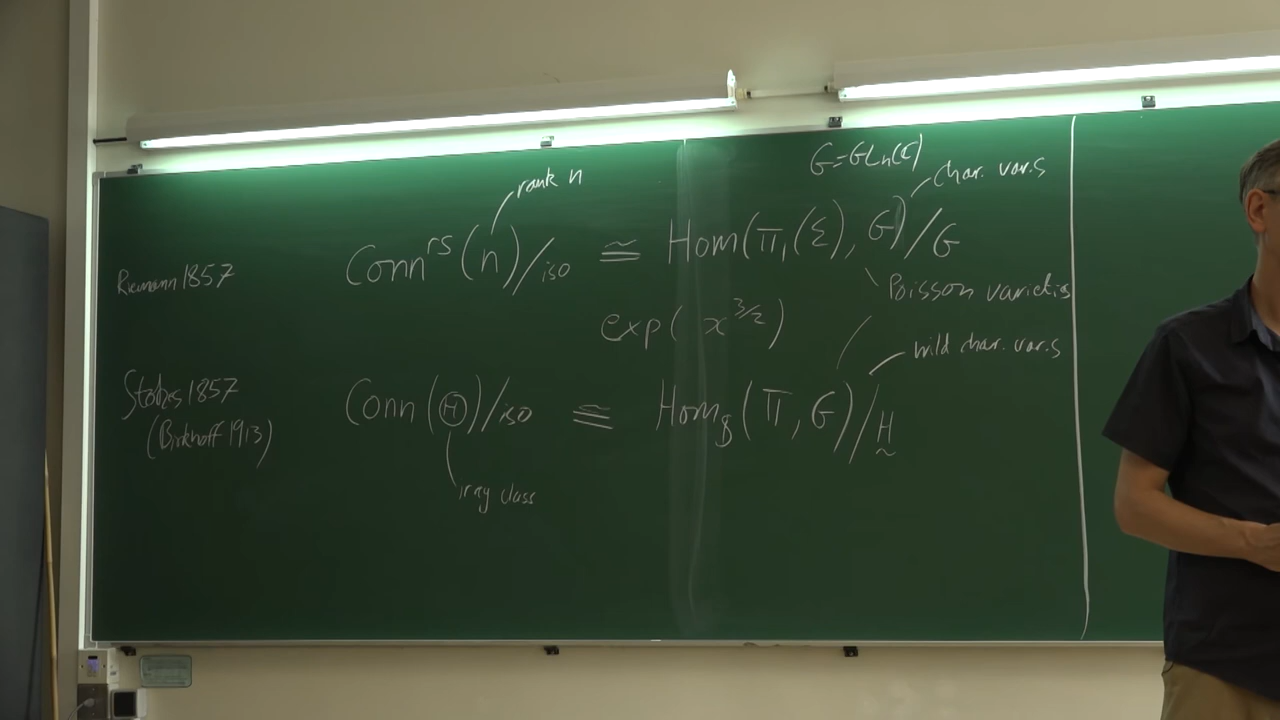 G=GLn(C)
rank n
char. var.s
Riemann 1857 Conn^rs(n)/iso ≅ Hom(π₁(Σ), G)/G
Poisson varieties
exp( x^3/2 )
wild char. var.s
Stokes 1857 Conn(Θ)/iso ≅ Hom_S(Π, G)/H
(Birkhoff 1913)
irreg class